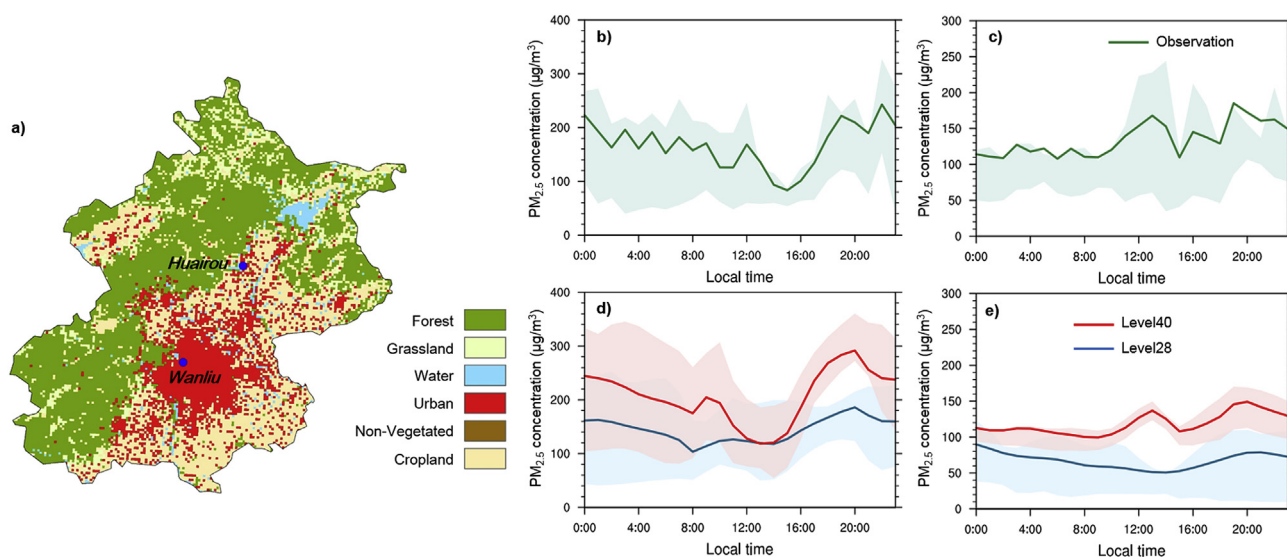 a)
Huairou
Wanliu
Forest
Grassland
Water
Urban
Non-Vegetated
Cropland
b)
PM2.5 concentration (μg/m³)
400
300
200
100
0
0:00 4:00 8:00 12:00 16:00 20:00
Local time
c)
Observation
PM2.5 concentration (μg/m³)
300
250
200
150
100
50
0
0:00 4:00 8:00 12:00 16:00 20:00
Local time
d)
PM2.5 concentration (μg/m³)
400
300
200
100
0
0:00 4:00 8:00 12:00 16:00 20:00
Local time
e)
Level40
Level28
PM2.5 concentration (μg/m³)
300
250
200
150
100
50
0
0:00 4:00 8:00 12:00 16:00 20:00
Local time